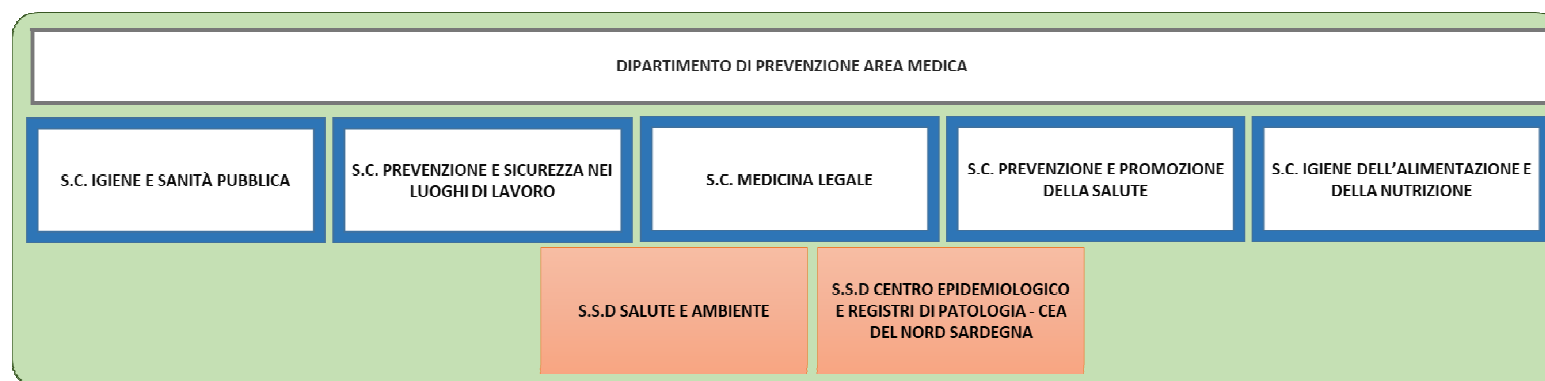 DIPARTIMENTO DI PREVENZIONE AREA MEDICA
S.C. IGIENE E SANITÀ PUBBLICA
S.C. PREVENZIONE E SICUREZZA NEI
LUOGHI DI LAVORO
S.C. MEDICINA LEGALE
S.C. PREVENZIONE E PROMOZIONE
DELLA SALUTE
S.C. IGIENE DELL’ALIMENTAZIONE E
DELLA NUTRIZIONE
S.S.D SALUTE E AMBIENTE
S.S.D CENTRO EPIDEMIOLOGICO
E REGISTRI DI PATOLOGIA - CEA
DEL NORD SARDEGNA